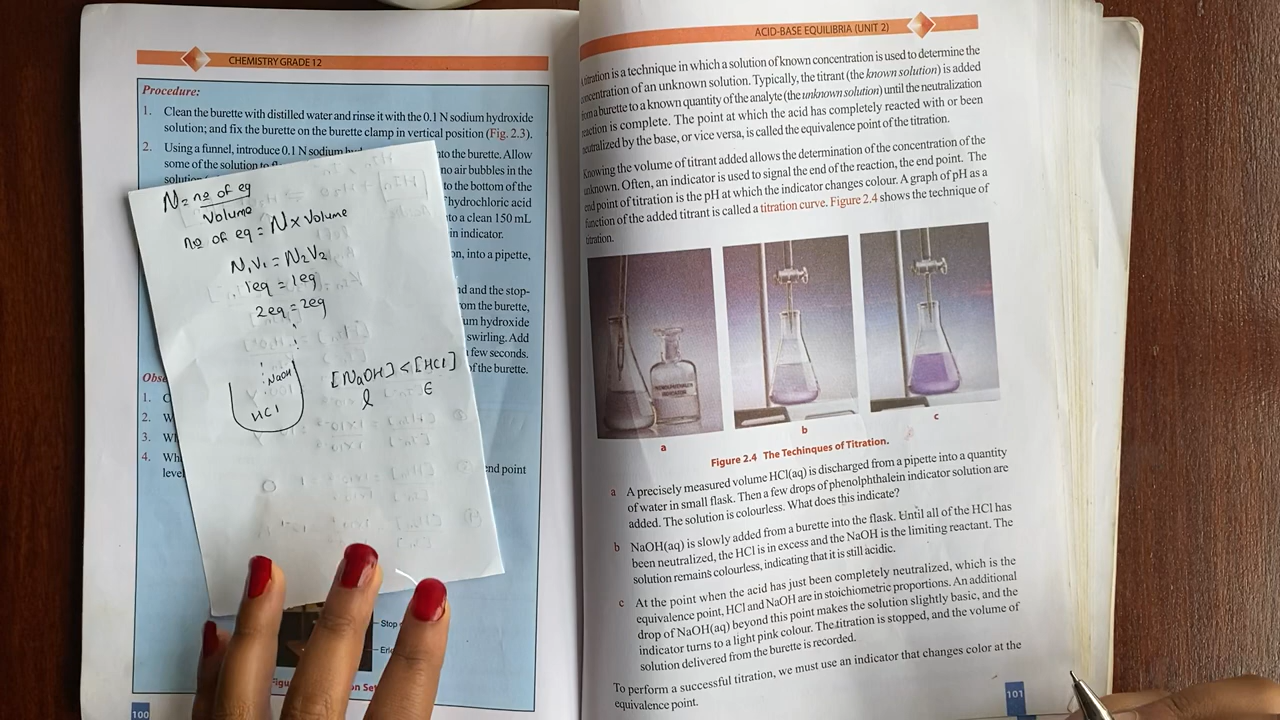 CHEMISTRY GRADE 12
Procedure:
1. Clean the burette with distilled water and rinse it with the 0.1 N sodium hydroxide
solution; and fix the burette on the burette clamp in vertical position (Fig. 2.3).
2. Using a funnel, introduce 0.1 N sodium
to the burette. Allow
some of the solution to
no air bubbles in the
to the bottom of the
hydrochloric acid
to a clean 150 mL
in indicator.
on, into a pipette,
nd and the stop-
om the burette,
um hydroxide
swirling. Add
few seconds.
of the burette.
1.
2. W
3. Wh
4. Wh
end point
leve
Stop
100
N = no of eq
volume
no of eq = N x volume
N1V1 = N2V2
1eq = 1eq
2eq = 2eq
NaOH
HCl
[NaOH] < [HCl]
l ϵ
ACID-BASE EQUILIBRIA (UNIT 2)
titration is a technique in which a solution of known concentration is used to determine the
concentration of an unknown solution. Typically, the titrant (the known solution) is added
from a burette to a known quantity of the analyte (the unknown solution) until the neutralization
reaction is complete. The point at which the acid has completely reacted with or been
neutralized by the base, or vice versa, is called the equivalence point of the titration.
Knowing the volume of titrant added allows the determination of the concentration of the
unknown. Often, an indicator is used to signal the end of the reaction, the end point. The
end point of titration is the pH at which the indicator changes colour. A graph of pH as a
function of the added titrant is called a titration curve. Figure 2.4 shows the technique of
titration.
a
b
c
Figure 2.4 The Techinques of Titration.
a A precisely measured volume HCl(aq) is discharged from a pipette into a quantity
of water in small flask. Then a few drops of phenolphthalein indicator solution are
added. The solution is colourless. What does this indicate?
b NaOH(aq) is slowly added from a burette into the flask. Until all of the HCl has
been neutralized, the HCl is in excess and the NaOH is the limiting reactant. The
solution remains colourless, indicating that it is still acidic.
c At the point when the acid has just been completely neutralized, which is the
equivalence point, HCl and NaOH are in stoichiometric proportions. An additional
drop of NaOH(aq) beyond this point makes the solution slightly basic, and the
indicator turns to a light pink colour. The titration is stopped, and the volume of
solution delivered from the burette is recorded.
To perform a successful titration, we must use an indicator that changes color at the
equivalence point.
101